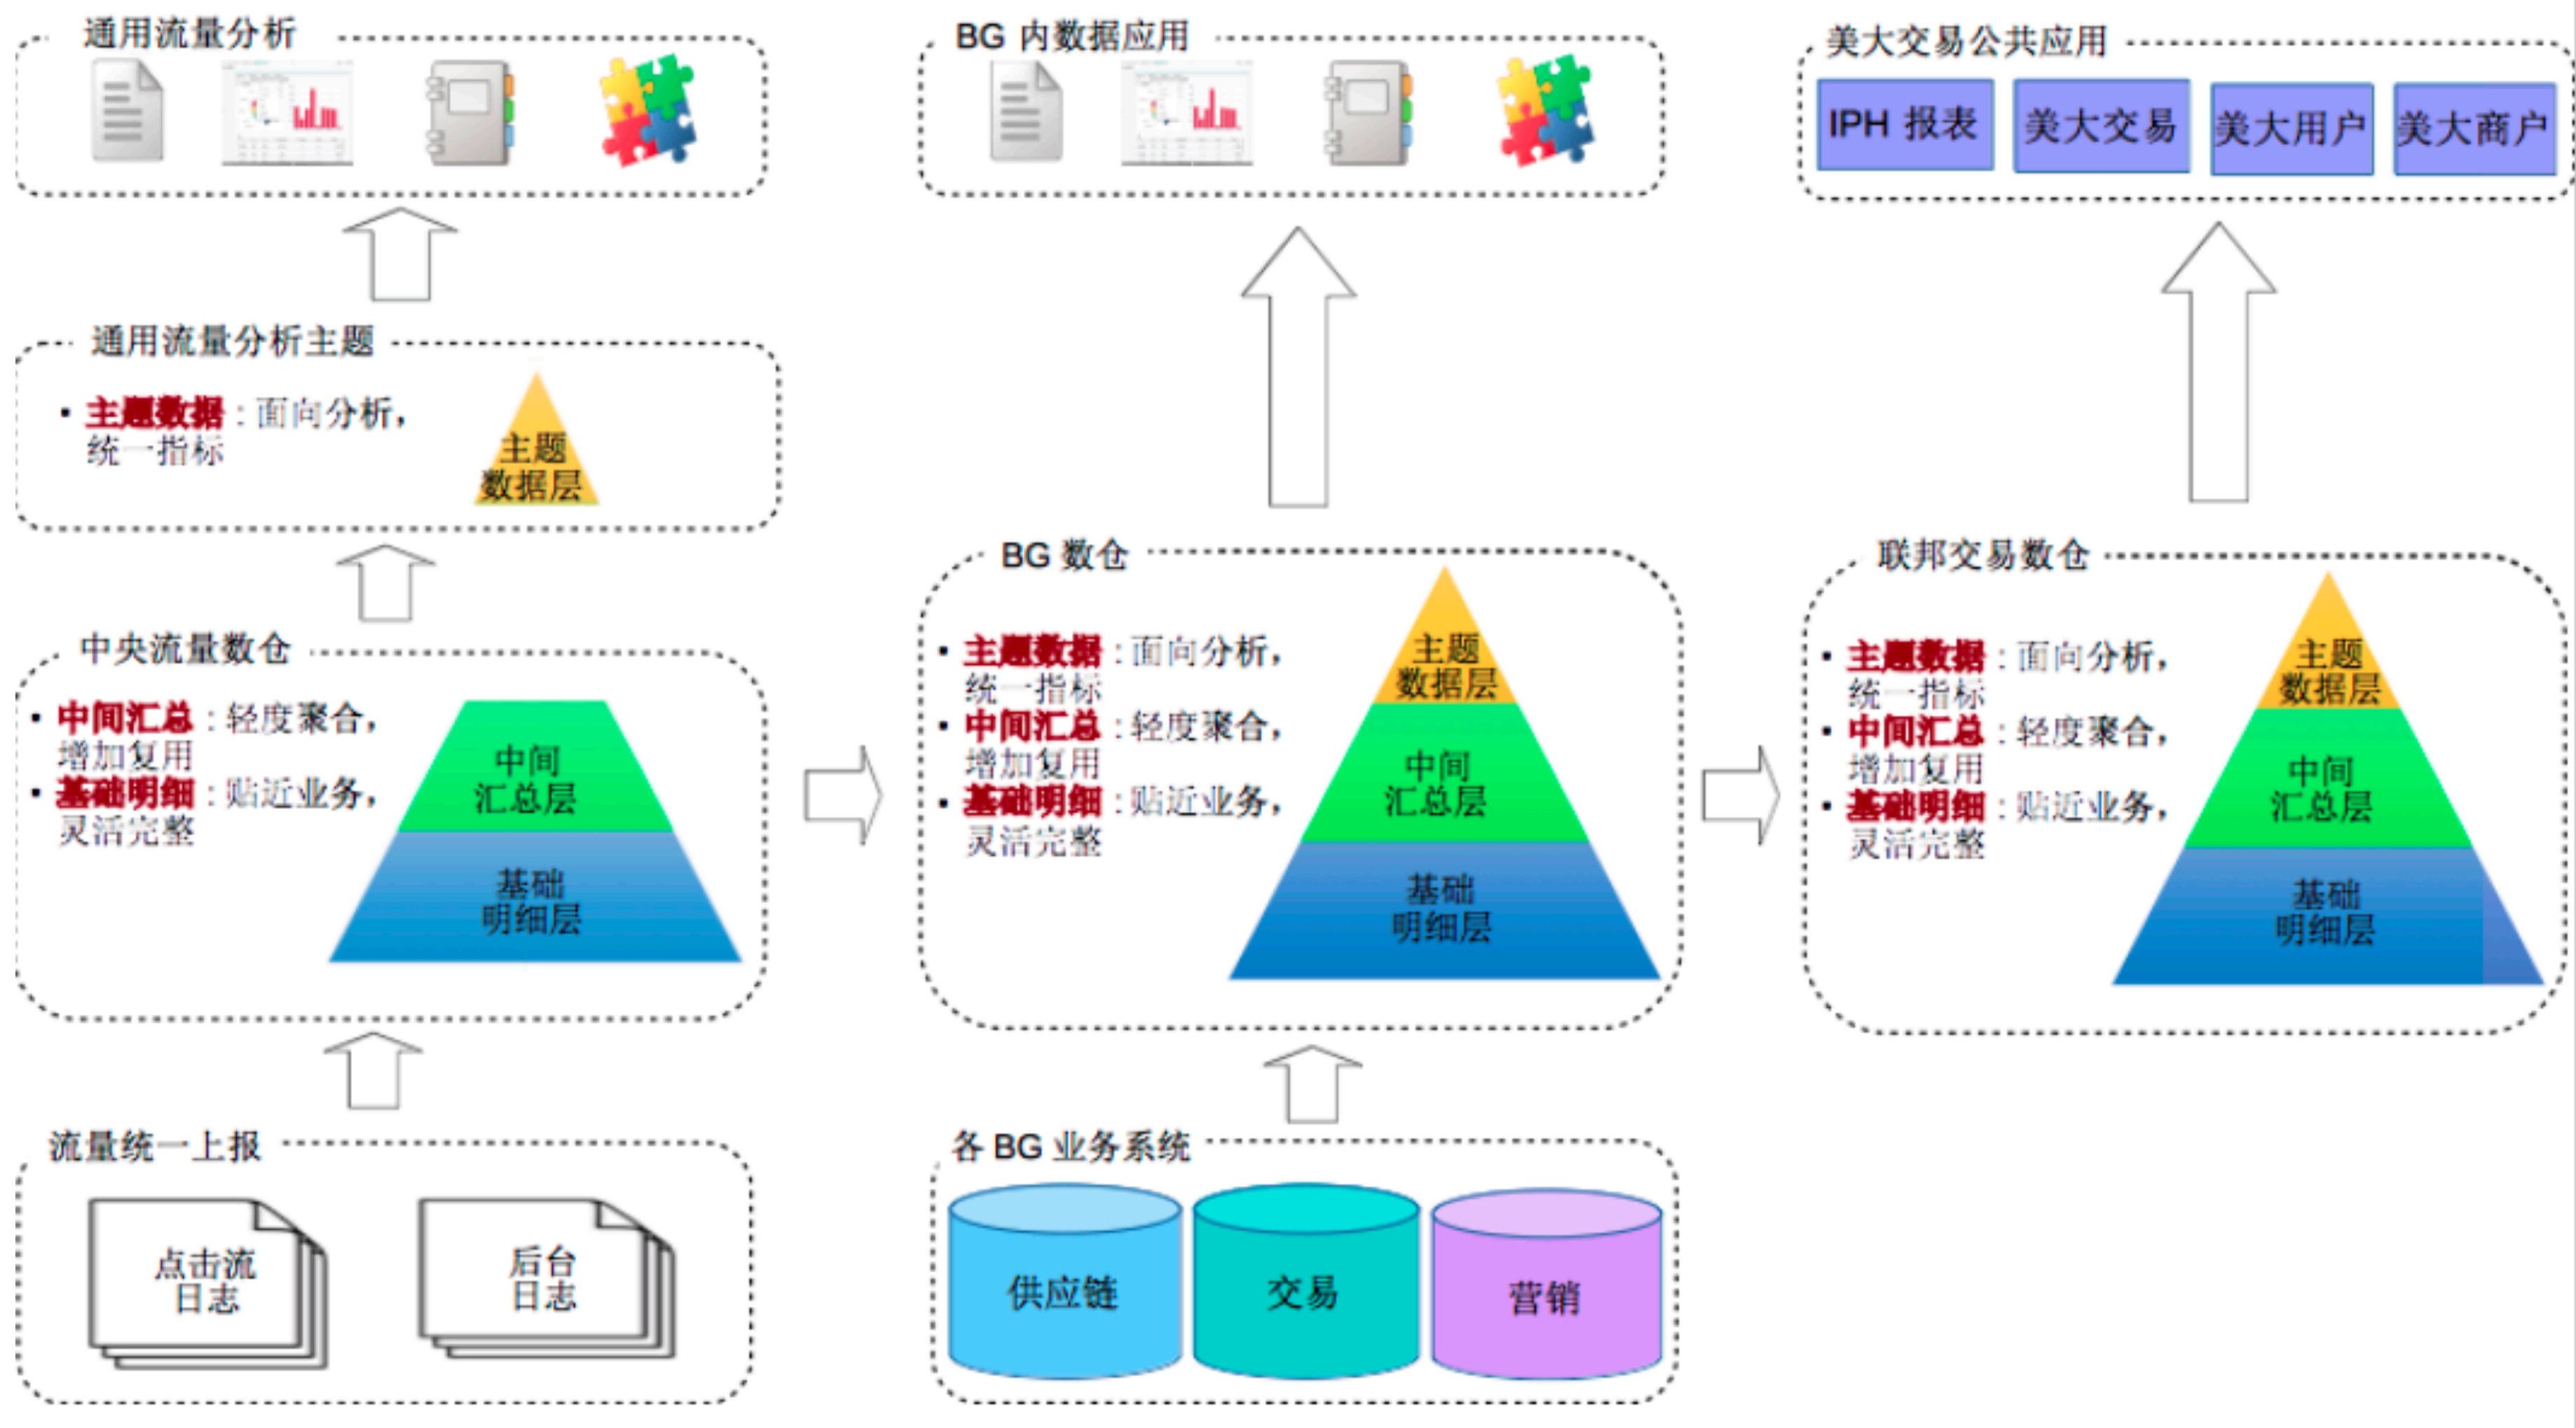 通用流量分析
BG 内数据应用
美大交易公共应用
IPH 报表
美大交易
美大用户
美大商户
通用流量分析主题
· 主题数据:面向分析,
统一指标
主题
数据层
中央流量数仓
· 中间汇总:轻度聚合,
增加复用
· 基础明细:贴近业务,
灵活完整
中间
汇总层
基础
明细层
BG 数仓
· 主题数据:面向分析,
统一指标
· 中间汇总:轻度聚合,
增加复用
· 基础明细:贴近业务,
灵活完整
主题
数据层
中间
汇总层
基础
明细层
联邦交易数仓
· 主题数据:面向分析,
统一指标
· 中间汇总:轻度聚合,
增加复用
· 基础明细:贴近业务,
灵活完整
主题
数据层
中间
汇总层
基础
明细层
流量统一上报
点击流
日志
后台
日志
各 BG 业务系统
供应链
交易
营销